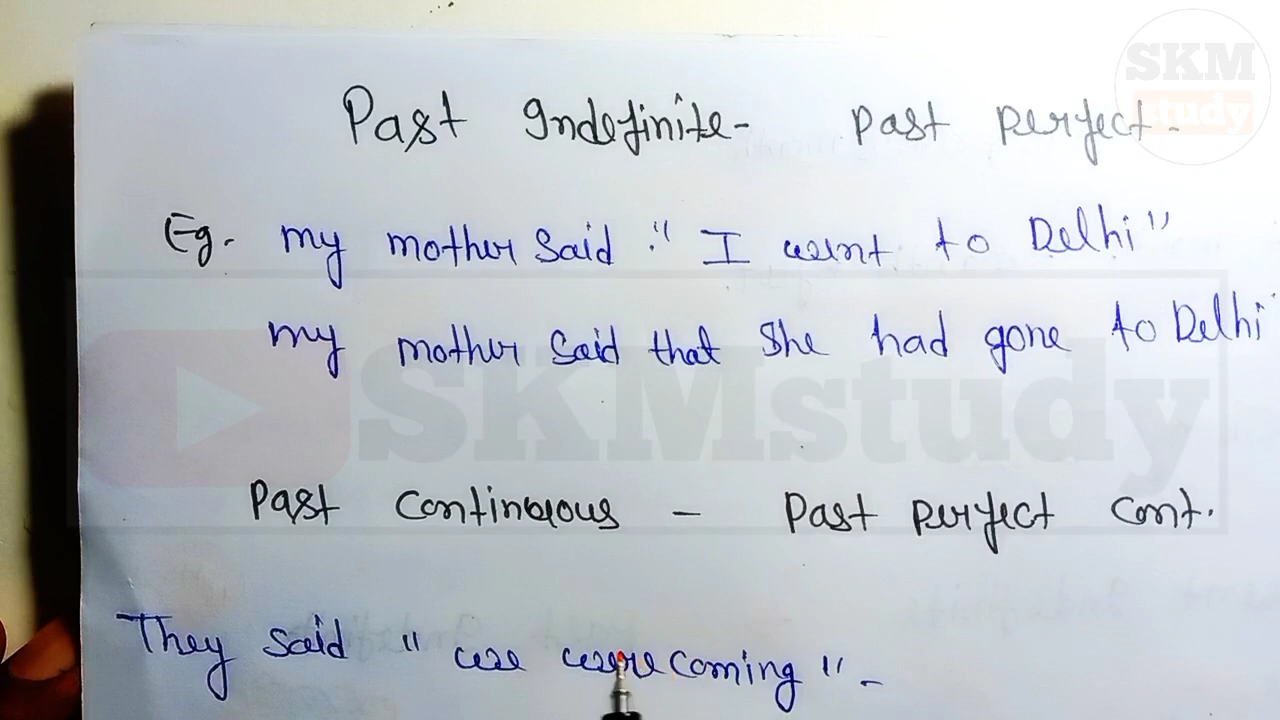 SKM
study
Past Indefinite - Past Perfect -
Eg. My mother said :" I went to Delhi"
My mother said that she had gone to Delhi
SKMstudy
Past Continuous - Past perfect cont.
They said " we were coming " -